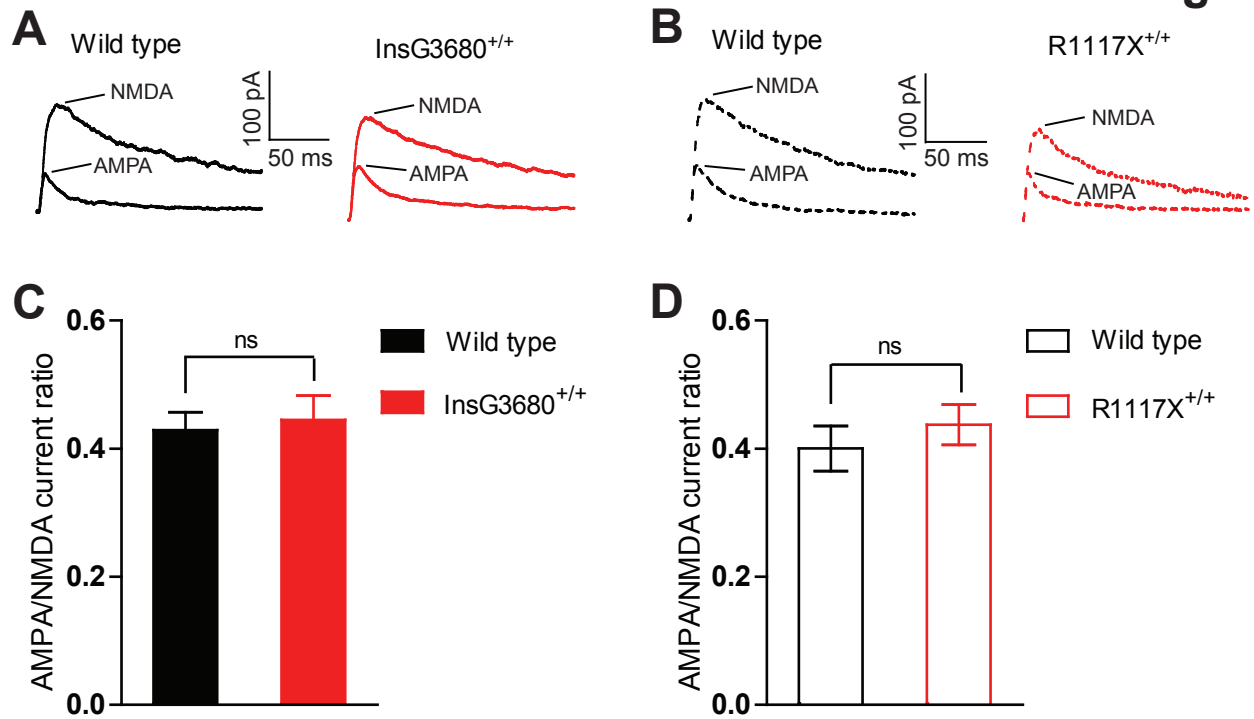 A
Wild type
InsG3680+/+
NMDA
AMPA
100 pA
50 ms
NMDA
AMPA
B
Wild type
R1117X+/+
NMDA
AMPA
100 pA
50 ms
NMDA
AMPA
C
AMPA/NMDA current ratio
0.6
0.4
0.2
0.0
ns
Wild type
InsG3680+/+
D
AMPA/NMDA current ratio
0.6
0.4
0.2
0.0
ns
Wild type
R1117X+/+